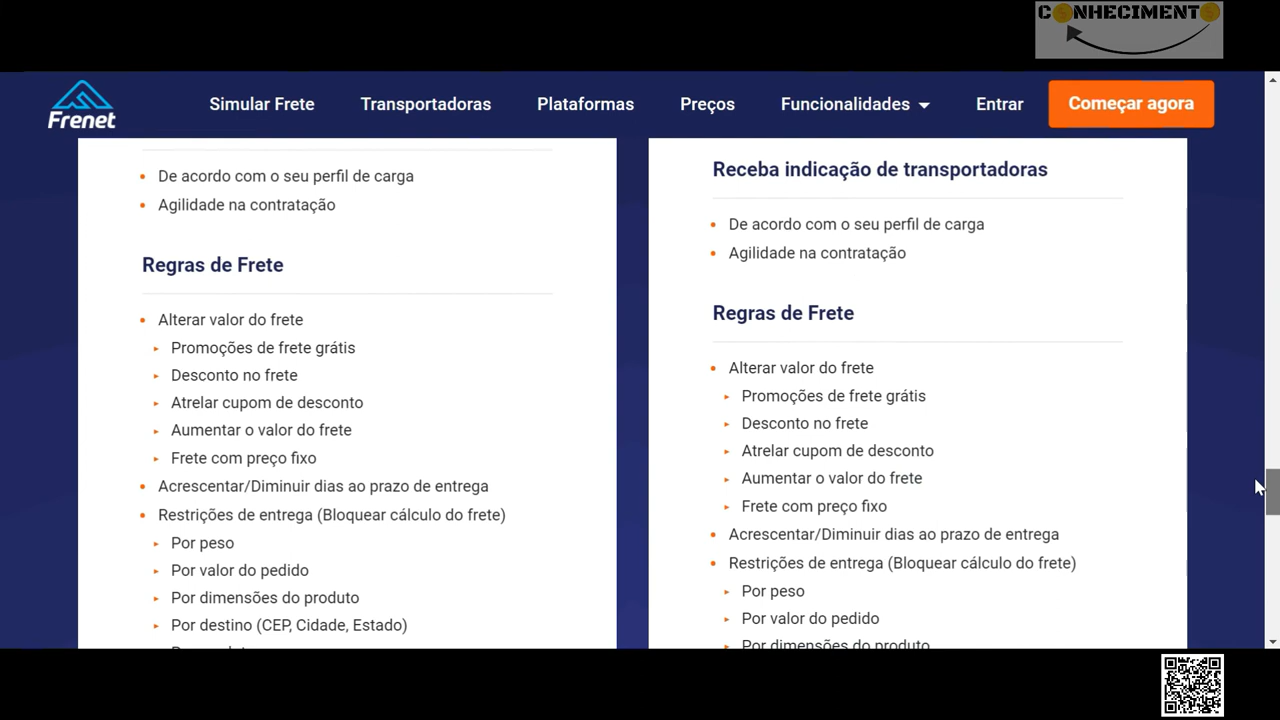 CONHECIMENTO
Frenet
Simular Frete
Transportadoras
Plataformas
Preços
Funcionalidades
Entrar
Começar agora
De acordo com o seu perfil de carga
Agilidade na contratação
Regras de Frete
Alterar valor do frete
Promoções de frete grátis
Desconto no frete
Atrelar cupom de desconto
Aumentar o valor do frete
Frete com preço fixo
Acrescentar/Diminuir dias ao prazo de entrega
Restrições de entrega (Bloquear cálculo do frete)
Por peso
Por valor do pedido
Por dimensões do produto
Por destino (CEP, Cidade, Estado)
Receba indicação de transportadoras
De acordo com o seu perfil de carga
Agilidade na contratação
Regras de Frete
Alterar valor do frete
Promoções de frete grátis
Desconto no frete
Atrelar cupom de desconto
Aumentar o valor do frete
Frete com preço fixo
Acrescentar/Diminuir dias ao prazo de entrega
Restrições de entrega (Bloquear cálculo do frete)
Por peso
Por valor do pedido
Por dimensões do produto